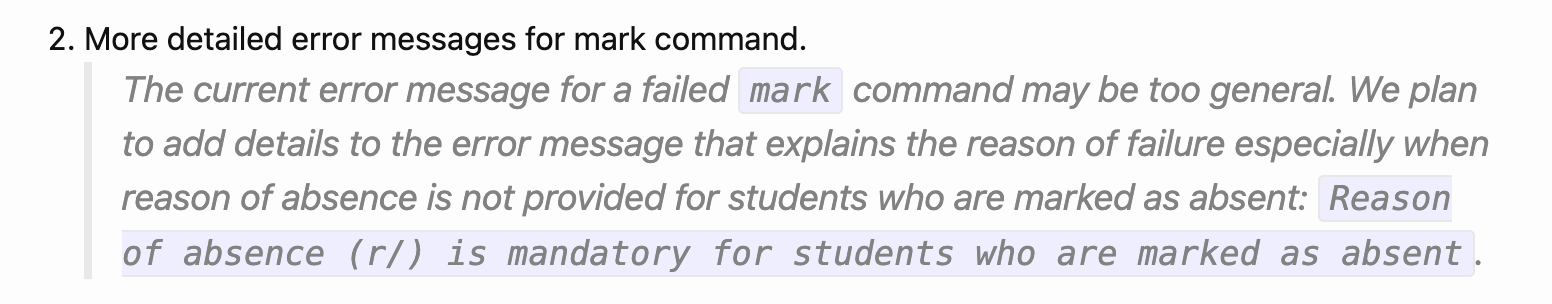 2. More detailed error messages for mark command.
The current error message for a failed mark command may be too general. We plan
to add details to the error message that explains the reason of failure especially when
reason of absence is not provided for students who are marked as absent: Reason
of absence (r/) is mandatory for students who are marked as absent.